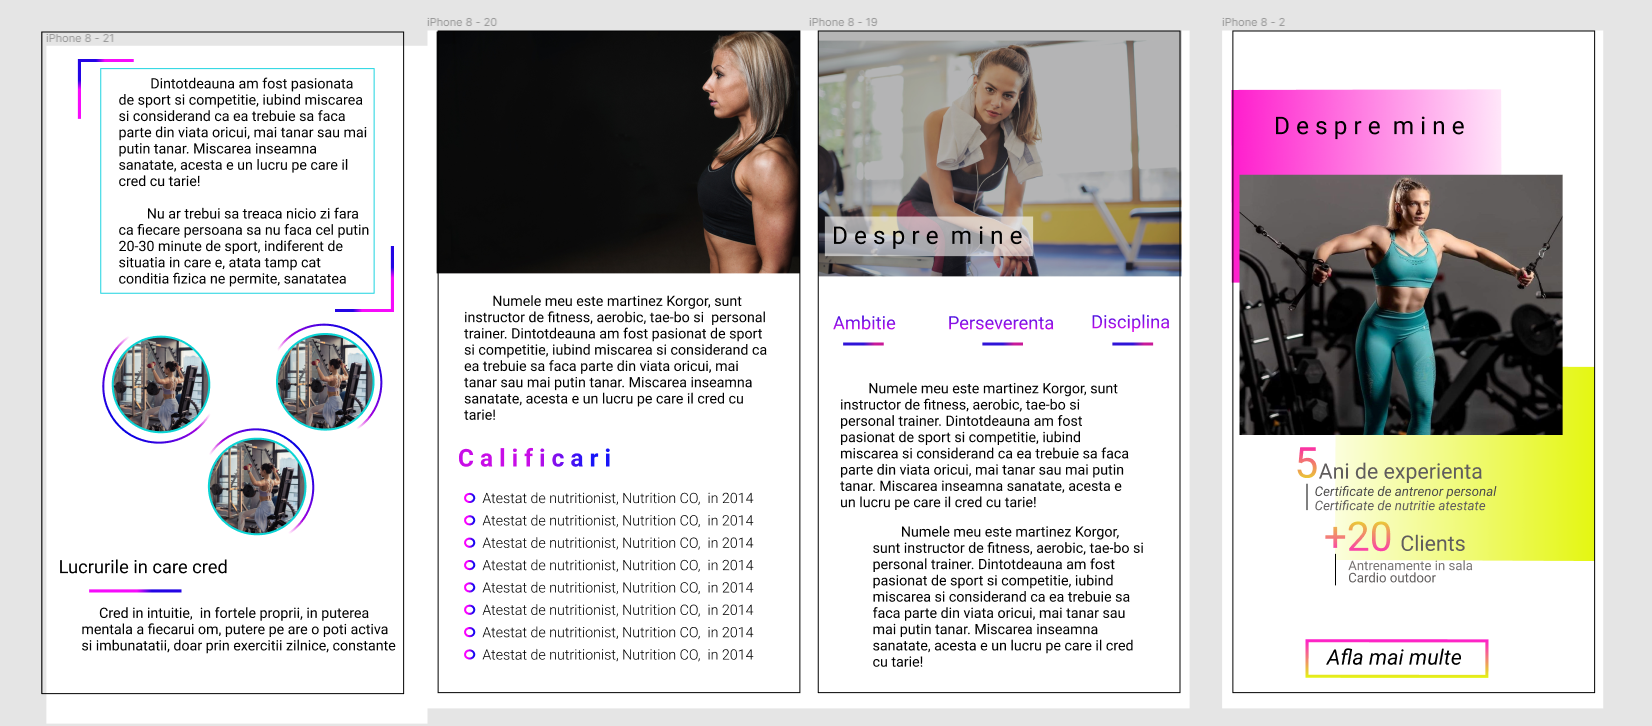 iPhone 8 - 21
Dintotdeauna am fost pasionata
de sport si competitie, iubind miscarea
si considerand ca ea trebuie sa faca
parte din viata oricui, mai tanar sau mai
putin tanar. Miscarea inseamna
sanatate, acesta e un lucru pe care il
cred cu tarie!
Nu ar trebui sa treaca nicio zi fara
ca fiecare persoana sa nu faca cel putin
20-30 minute de sport, indiferent de
situatia in care e, atata tamp cat
conditia fizica ne permite, sanatatea
Lucrurile in care cred
Cred in intuitie, in fortele proprii, in puterea
mentala a fiecarui om, putere pe are o poti activa
si imbunatatii, doar prin exercitii zilnice, constante
iPhone 8 - 20
Numele meu este martinez Korgor, sunt
instructor de fitness, aerobic, tae-bo si personal
trainer. Dintotdeauna am fost pasionat de sport
si competitie, iubind miscarea si considerand ca
ea trebuie sa faca parte din viata oricui, mai
tanar sau mai putin tanar. Miscarea inseamna
sanatate, acesta e un lucru pe care il cred cu
tarie!
Calificari
Atestat de nutritionist, Nutrition CO, in 2014
Atestat de nutritionist, Nutrition CO, in 2014
Atestat de nutritionist, Nutrition CO, in 2014
Atestat de nutritionist, Nutrition CO, in 2014
Atestat de nutritionist, Nutrition CO, in 2014
Atestat de nutritionist, Nutrition CO, in 2014
Atestat de nutritionist, Nutrition CO, in 2014
Atestat de nutritionist, Nutrition CO, in 2014
iPhone 8 - 19
Despre mine
Ambitie Perseverenta Disciplina
Numele meu este martinez Korgor, sunt
instructor de fitness, aerobic, tae-bo si
personal trainer. Dintotdeauna am fost
pasionat de sport si competitie, iubind
miscarea si considerand ca ea trebuie sa faca
parte din viata oricui, mai tanar sau mai putin
tanar. Miscarea inseamna sanatate, acesta e
un lucru pe care il cred cu tarie!
Numele meu este martinez Korgor,
sunt instructor de fitness, aerobic, tae-bo si
personal trainer. Dintotdeauna am fost
pasionat de sport si competitie, iubind
miscarea si considerand ca ea trebuie sa
faca parte din viata oricui, mai tanar sau
mai putin tanar. Miscarea inseamna
sanatate, acesta e un lucru pe care il cred
cu tarie!
iPhone 8 - 2
Despre mine
5 Ani de experienta
Certificate de antrenor personal
Certificate de nutritie atestate
+20 Clients
Antrenamente in sala
Cardio outdoor
Afla mai multe